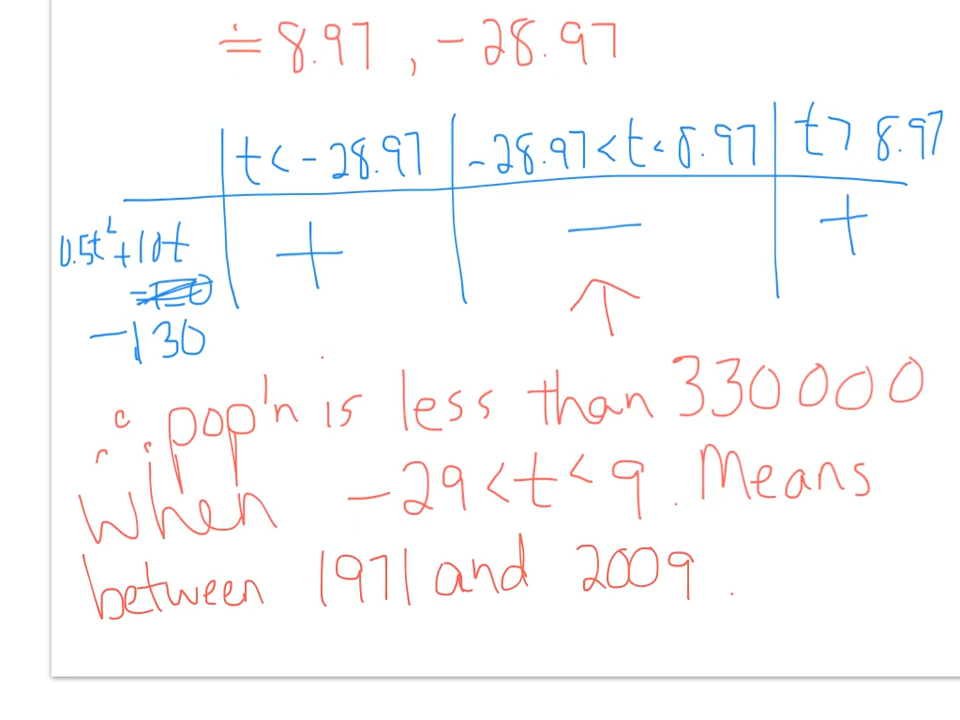 ≐ 8.97, -28.97
t < -28.97 | -28.97 < t < 8.97 | t > 8.97
0.5t² + 10t + - +
-130
∴ pop'n is less than 330000
when -29 < t < 9. Means
between 1971 and 2009.